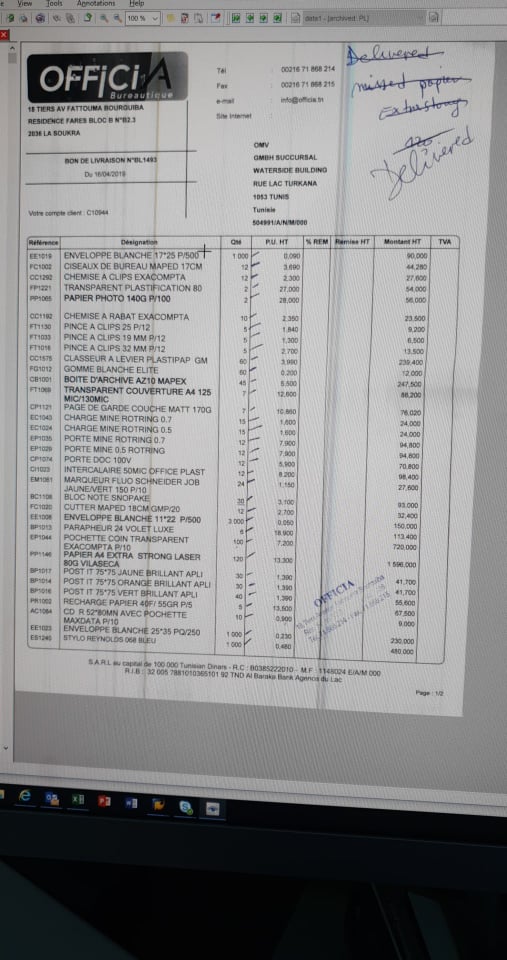 View Tools Annotations Help
100 %
date1 - [archived: PL]
OFFiCiA
Bureautique
18 TIERS AV FATTOUMA BOURGUIBA
RESIDENCE FARES BLOC B N°B2.3
2036 LA SOUKRA
Tél : 00216 71 868 214
Fax : 00216 71 868 215
e-mail : info@officia.tn
Site Internet :
Delivered
missed papier
Extra strong
120
Delivered
BON DE LIVRAISON N°BL1493
Du 16/04/2019
Votre compte client : C10944
OMV
GMBH SUCCURSAL
WATERSIDE BUILDING
RUE LAC TURKANA
1053 TUNIS
Tunisie
504991/A/N/M/000
Référence Désignation Qté P.U. HT % REM Remise HT Montant HT TVA
EE1019 ENVELOPPE BLANCHE 17*25 P/500 1 000 0,090 90,000
FC1002 CISEAUX DE BUREAU MAPED 17CM 12 3,690 44,280
CC1292 CHEMISE A CLIPS EXACOMPTA 12 2,300 27,600
FP1221 TRANSPARENT PLASTIFICATION 80 2 27,000 54,000
PP1065 PAPIER PHOTO 140G P/100 2 28,000 56,000
CC1192 CHEMISE A RABAT EXACOMPTA 10 2,350 23,500
FT1130 PINCE A CLIPS 25 P/12 5 1,840 9,200
FT1033 PINCE A CLIPS 19 MM P/12 5 1,300 6,500
FT1016 PINCE A CLIPS 32 MM P/12 5 2,700 13,500
CC1575 CLASSEUR A LEVIER PLASTIPAP GM 60 3,990 239,400
FG1012 GOMME BLANCHE ELITE 60 0,200 12,000
CB1001 BOITE D'ARCHIVE AZ10 MAPEX 45 5,500 247,500
FT1069 TRANSPARENT COUVERTURE A4 125 7 12,600 88,200
MIC/130MIC
CP1121 PAGE DE GARDE COUCHE MATT 170G 7 10,860 76,020
EC1043 CHARGE MINE ROTRING 0.7 15 1,600 24,000
EC1024 CHARGE MINE ROTRING 0.5 15 1,600 24,000
EP1035 PORTE MINE ROTRING 0.7 12 7,900 94,800
EP1029 PORTE MINE 0.5 ROTRING 12 7,900 94,800
CP1074 PORTE DOC 100V 12 5,900 70,800
CI1023 INTERCALAIRE 50MIC OFFICE PLAST 12 8,200 98,400
EM1061 MARQUEUR FLUO SCHNEIDER JOB 24 1,150 27,600
JAUNE/VERT 150 P/10
BC1108 BLOC NOTE SNOPAKE 30 3,100 93,000
FC1020 CUTTER MAPED 18CM GMP/20 12 2,700 32,400
EE1008 ENVELOPPE BLANCHE 11*22 P/500 3 000 0,050 150,000
BP1013 PARAPHEUR 24 VOLET LUXE 6 18,900 113,400
EP1044 POCHETTE COIN TRANSPARENT 100 7,200 720,000
EXACOMPTA P/10
PP1146 PAPIER A4 EXTRA STRONG LASER 120 13,300 1 596,000
80G VILASECA
BP1017 POST IT 75*75 JAUNE BRILLANT APLI 30 1,390 41,700
BP1014 POST IT 75*75 ORANGE BRILLANT APLI 30 1,390 41,700
BP1016 POST IT 75*75 VERT BRILLANT APLI 40 1,390 55,600
PR1002 RECHARGE PAPIER 40F/ 55GR P/5 5 13,500 67,500
AC1064 CD R 52*80MN AVEC POCHETTE 10 0,900 9,000
MAXDATA P/10
EE1023 ENVELOPPE BLANCHE 25*35 PQ/250 1 000 0,230 230,000
ES1240 STYLO REYNOLDS 068 BLEU 1 000 0,480 480,000
OFFICIA
S.A.R.L au capital de 100 000 Tunisian Dinars - R.C : B0385222010 - M.F : 1148024 E/A/M 000
R.I.B : 32 005 7881010365101 92 TND Al Baraka Bank Agence du Lac
Page : 1/2